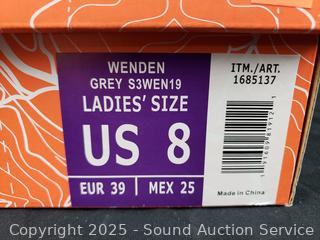 WENDEN
GREY S3WEN19
LADIES' SIZE
US 8
EUR 39 | MEX 25
ITM./ART.
1685137
Made in China
Copyright 2025 - Sound Auction Service